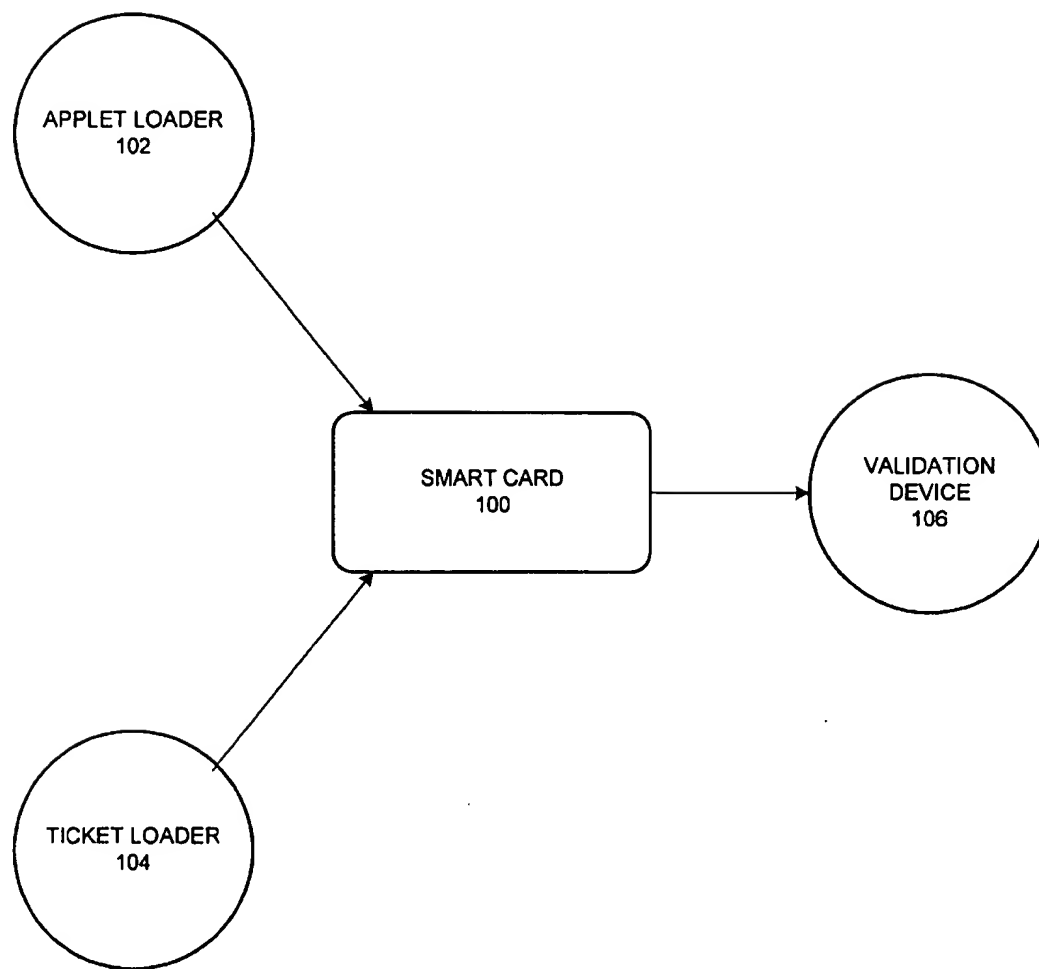 APPLET LOADER
102
SMART CARD
100
VALIDATION
DEVICE
106
TICKET LOADER
104